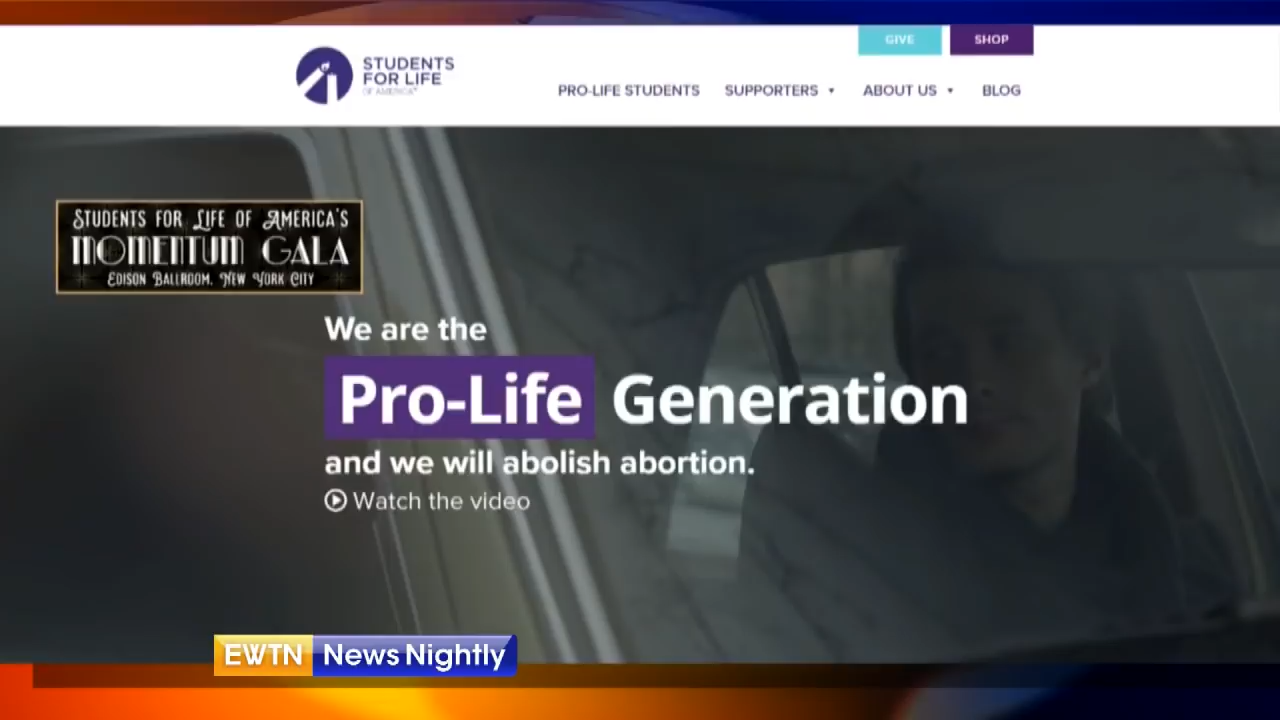 GIVE
SHOP
STUDENTS
FOR LIFE
OF AMERICA
PRO-LIFE STUDENTS
SUPPORTERS
ABOUT US
BLOG
STUDENTS FOR LIFE OF AMERICA'S
MOMENTUM GALA
EDISON BALLROOM, NEW YORK CITY
We are the
Pro-Life Generation
and we will abolish abortion.
Watch the video
EWTN News Nightly